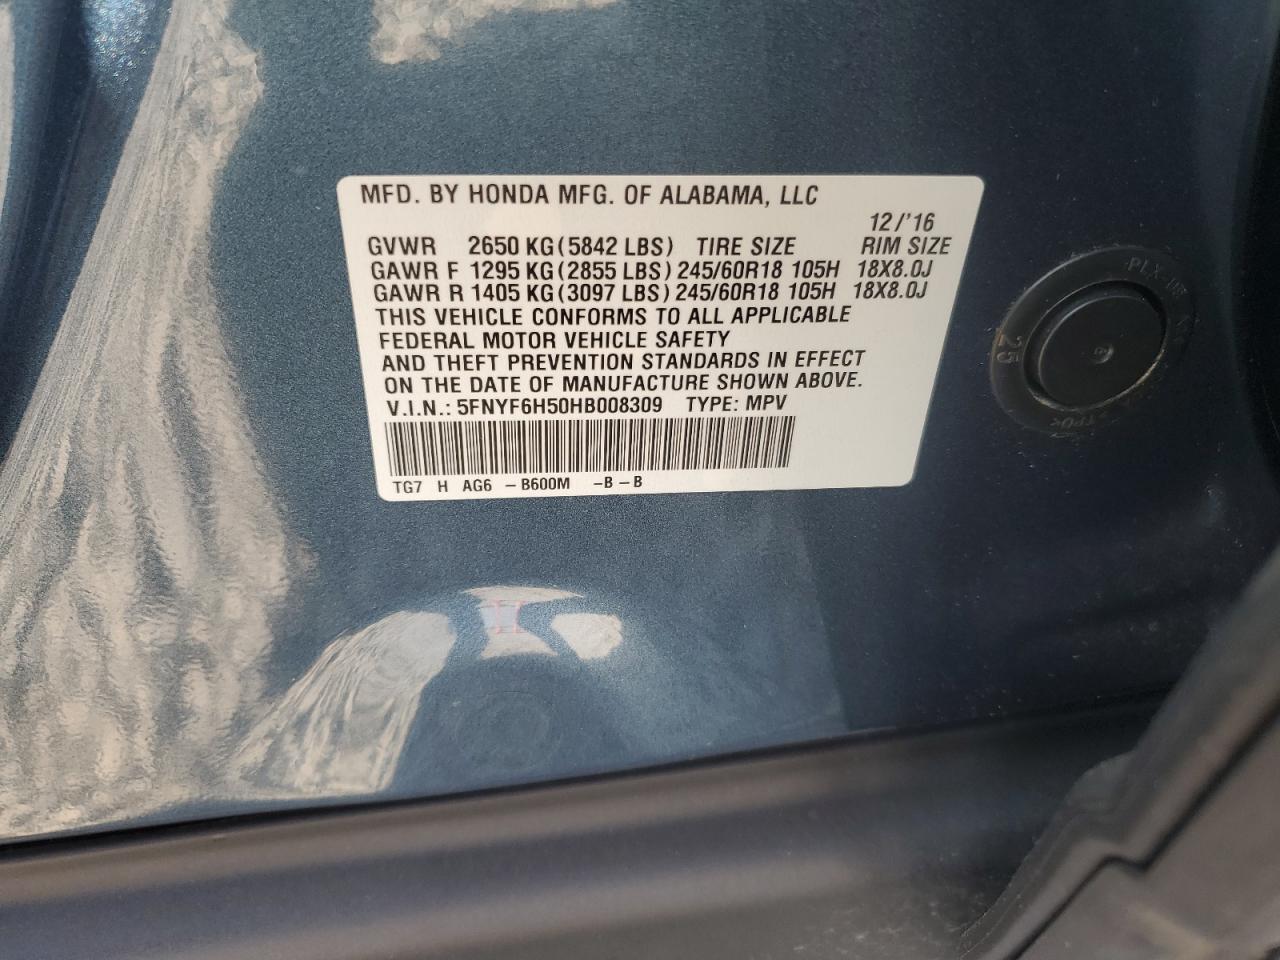 MFD. BY HONDA MFG. OF ALABAMA, LLC
12/'16
GVWR 2650 KG (5842 LBS) TIRE SIZE RIM SIZE
GAWR F 1295 KG (2855 LBS) 245/60R18 105H 18X8.0J
GAWR R 1405 KG (3097 LBS) 245/60R18 105H 18X8.0J
THIS VEHICLE CONFORMS TO ALL APPLICABLE
FEDERAL MOTOR VEHICLE SAFETY
AND THEFT PREVENTION STANDARDS IN EFFECT
ON THE DATE OF MANUFACTURE SHOWN ABOVE.
V.I.N.: 5FNYF6H50HB008309 TYPE: MPV
TG7 H AG6 -B600M -B-B
25